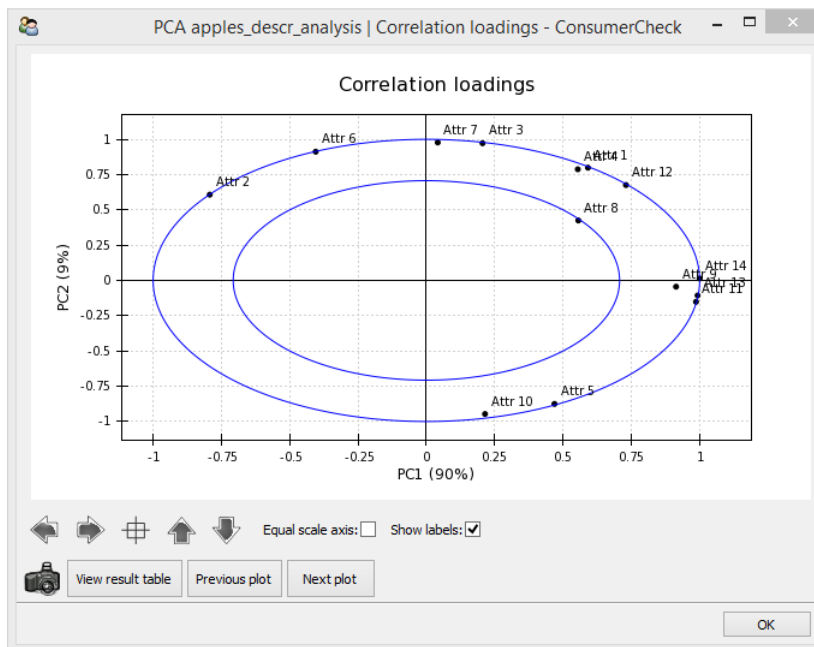 PCA apples_descr_analysis | Correlation loadings - ConsumerCheck
Correlation loadings
PC2 (9%)
1
0.75
0.5
0.25
0
-0.25
-0.5
-0.75
-1
Attr 6
Attr 7
Attr 3
Attr 2
Attr 4
Attr 1
Attr 12
Attr 8
Attr 14
Attr 9
Attr 13
Attr 11
Attr 10
Attr 5
-1
-0.75
-0.5
-0.25
0
0.25
0.5
0.75
1
PC1 (90%)
Equal scale axis:
Show labels:
View result table
Previous plot
Next plot
OK